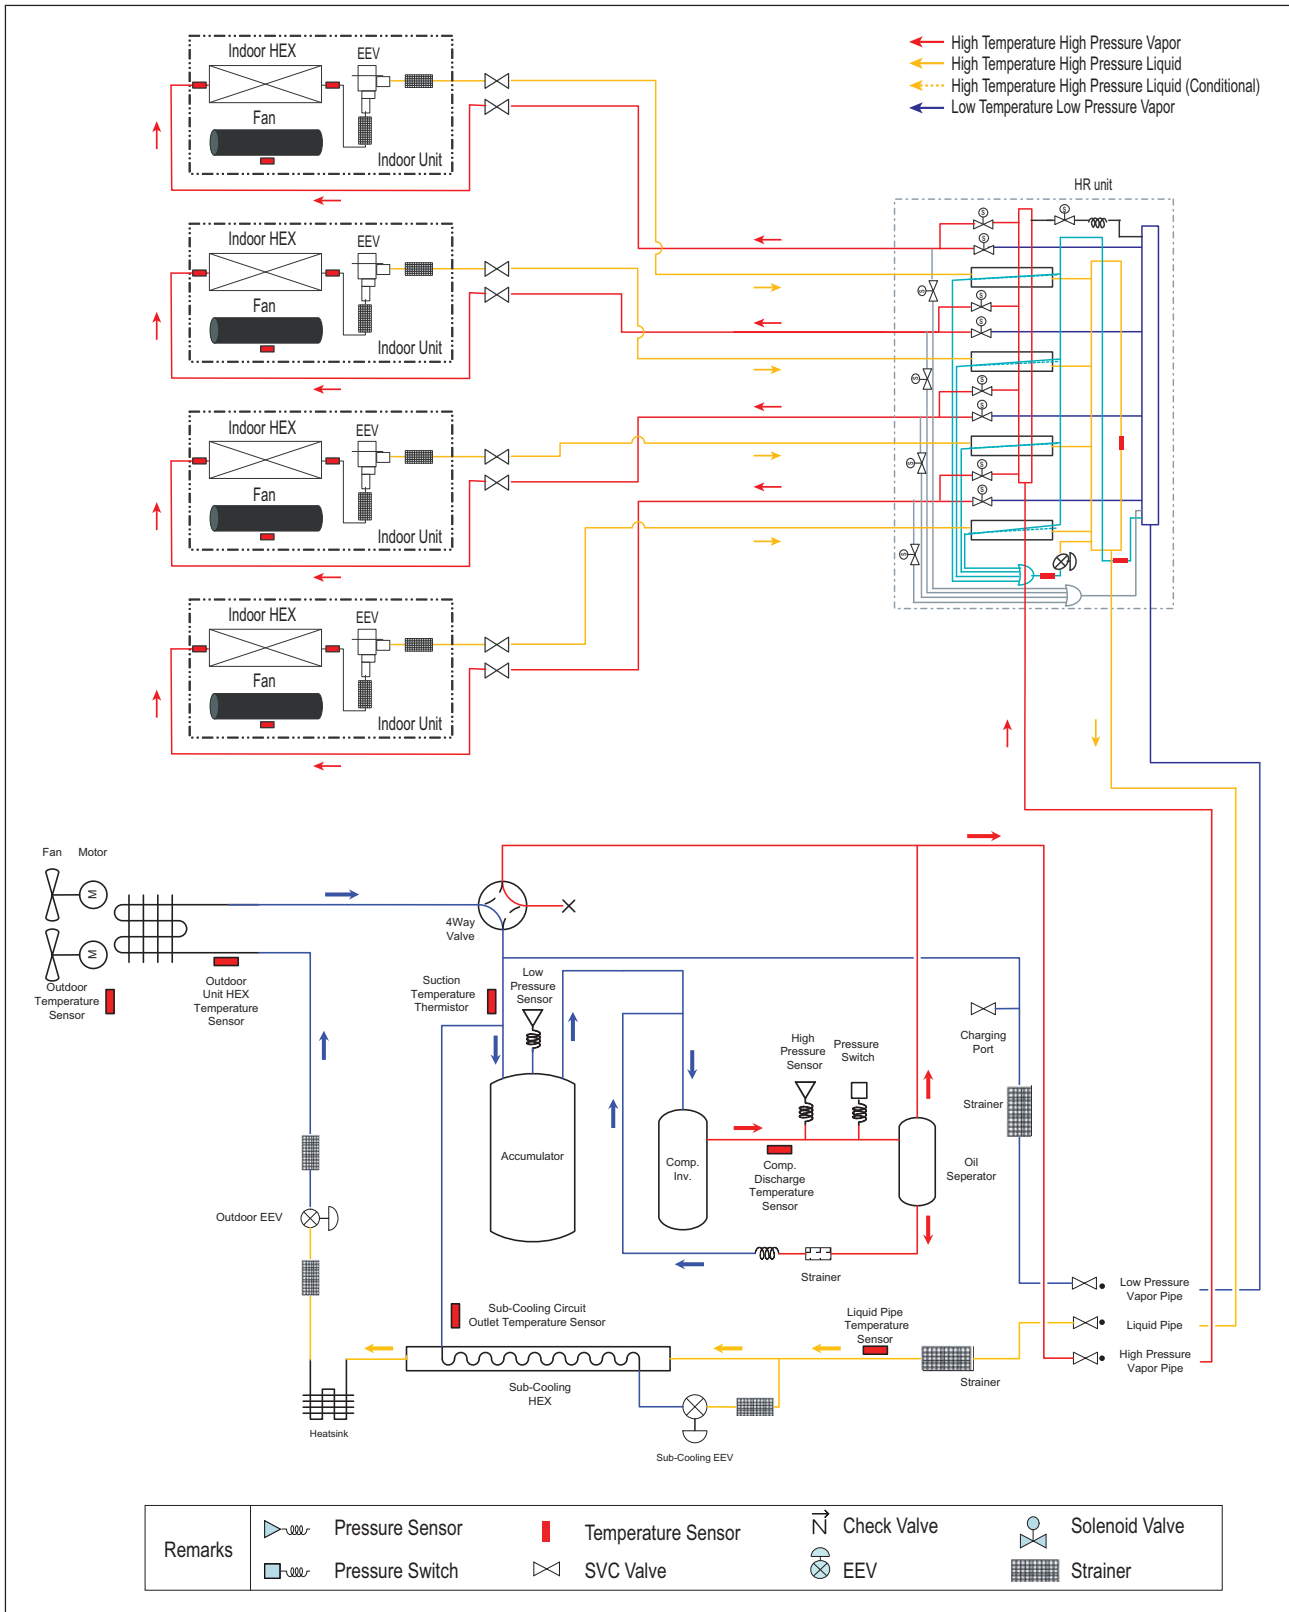 Indoor HEX
EEV
Fan
Indoor Unit
High Temperature High Pressure Vapor
High Temperature High Pressure Liquid
High Temperature High Pressure Liquid (Conditional)
Low Temperature Low Pressure Vapor
HR unit
S
S
S
S
S
S
S
S
S
S
S
S
S
Indoor HEX
EEV
Fan
Indoor Unit
Indoor HEX
EEV
Fan
Indoor Unit
Indoor HEX
EEV
Fan
Indoor Unit
Fan
Motor
M
M
4Way
Valve
Outdoor
Temperature
Sensor
Outdoor
Unit HEX
Temperature
Sensor
Suction
Temperature
Thermistor
Low
Pressure
Sensor
High
Pressure
Sensor
Pressure
Switch
Charging
Port
Strainer
Accumulator
Comp.
Inv.
Comp.
Discharge
Temperature
Sensor
Oil
Seperator
Outdoor EEV
Strainer
Sub-Cooling Circuit
Outlet Temperature Sensor
Liquid Pipe
Temperature
Sensor
Low Pressure
Vapor Pipe
Liquid Pipe
High Pressure
Vapor Pipe
Strainer
Sub-Cooling
HEX
Heatsink
Sub-Cooling EEV
Remarks
Pressure Sensor
Temperature Sensor
Check Valve
Solenoid Valve
Pressure Switch
SVC Valve
EEV
Strainer